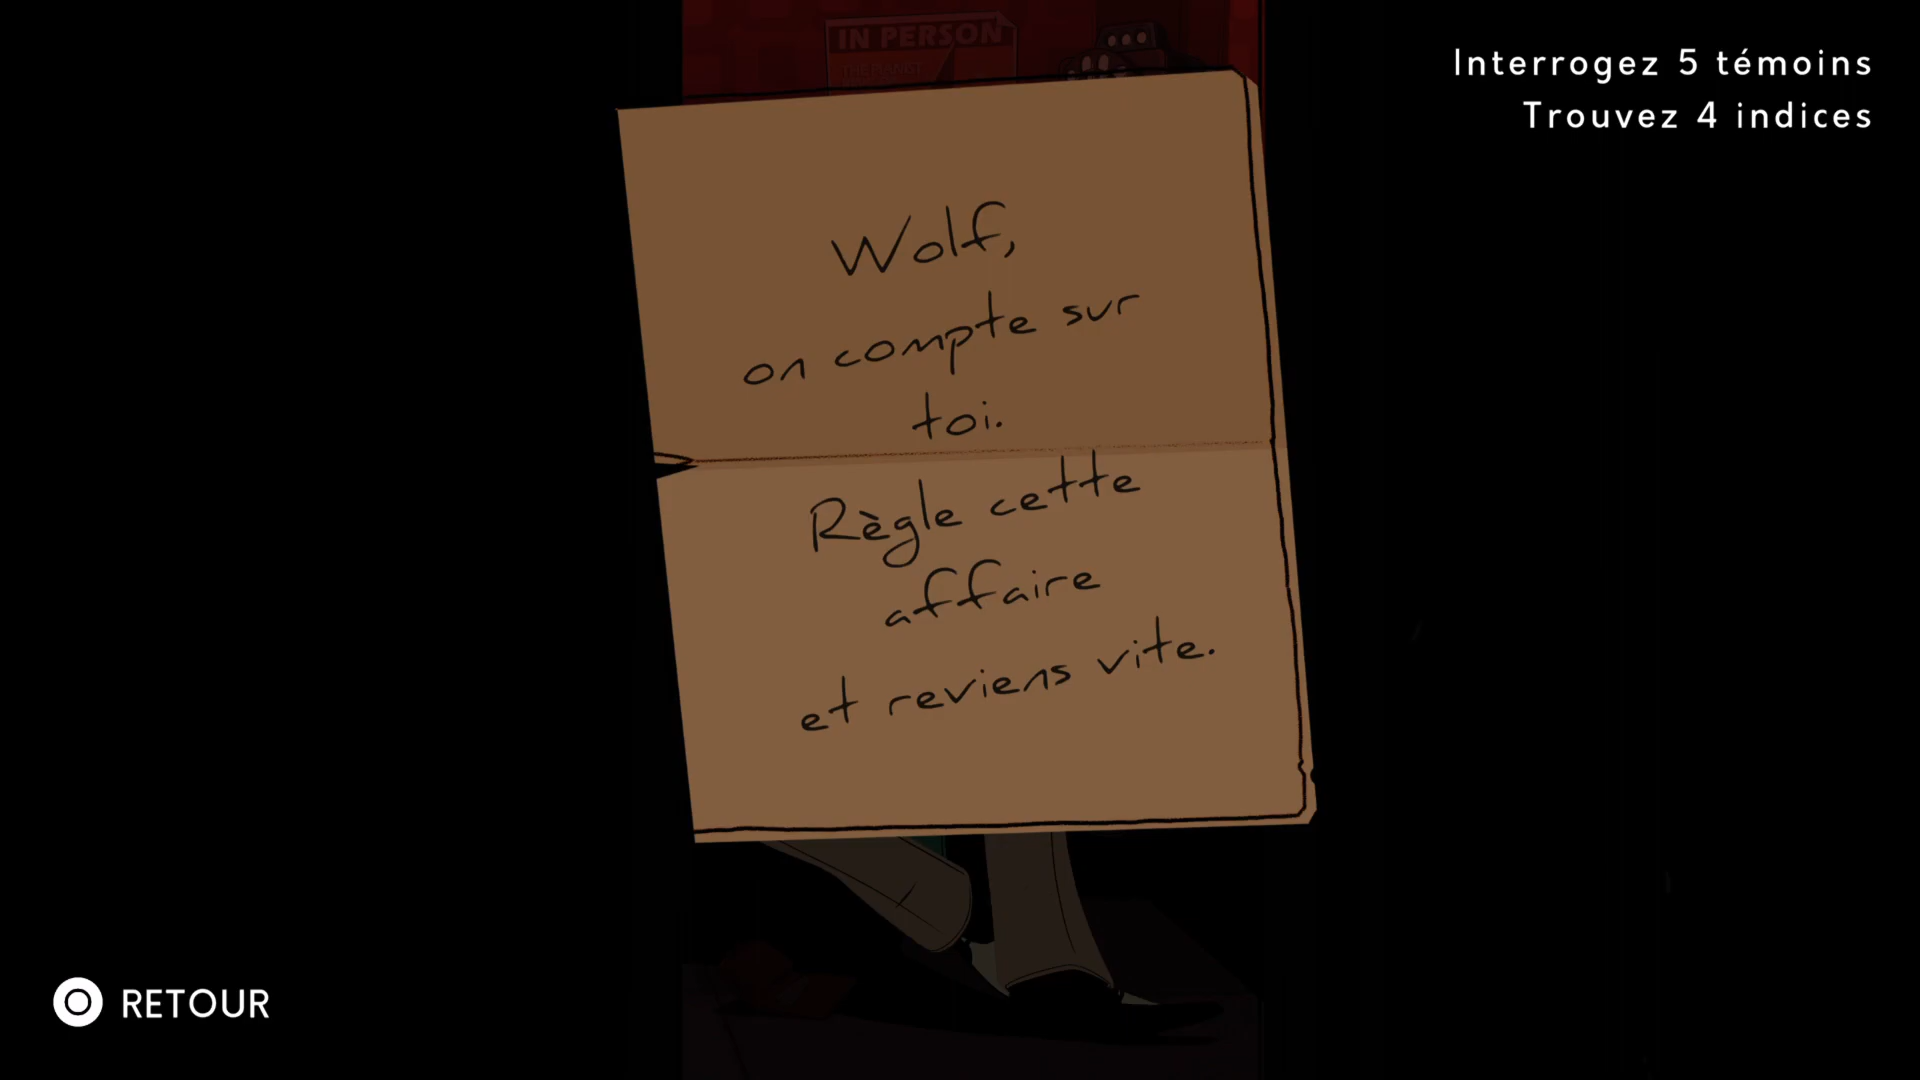 IN PERSON
Interrogez 5 témoins
Trouvez 4 indices
Wolf,
on compte sur
toi.
Règle cette
affaire
et reviens vite.
RETOUR